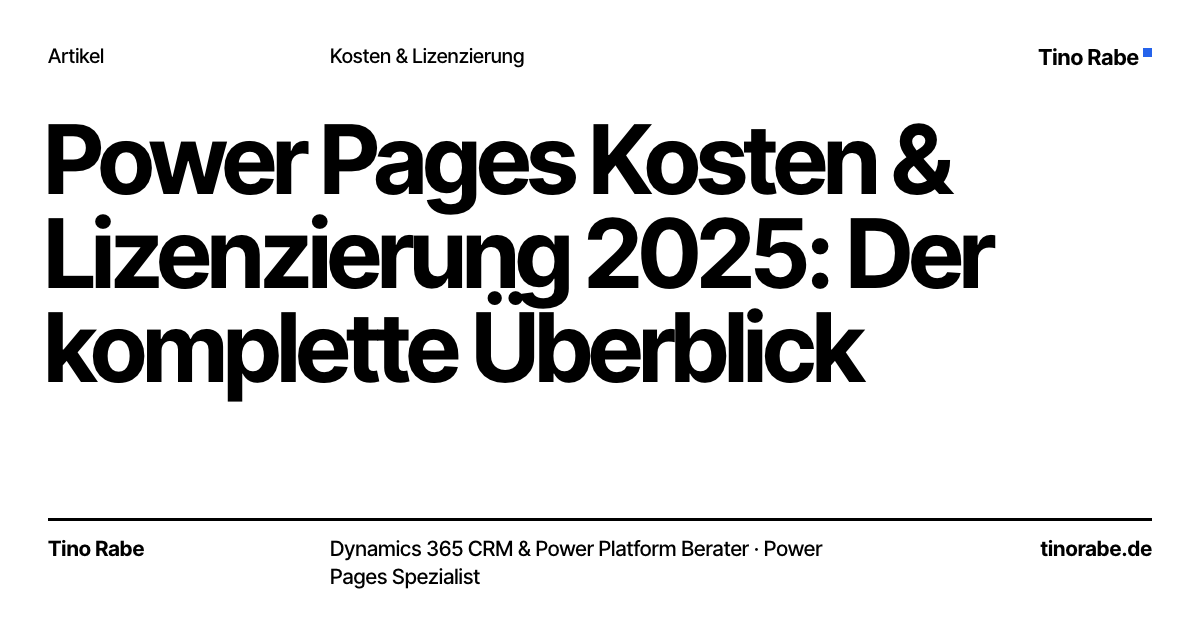 Artikel
Kosten & Lizenzierung
Tino Rabe
Power Pages Kosten &
Lizenzierung 2025: Der
komplette Überblick
Tino Rabe
Dynamics 365 CRM & Power Platform Berater · Power
Pages Spezialist
tinorabe.de